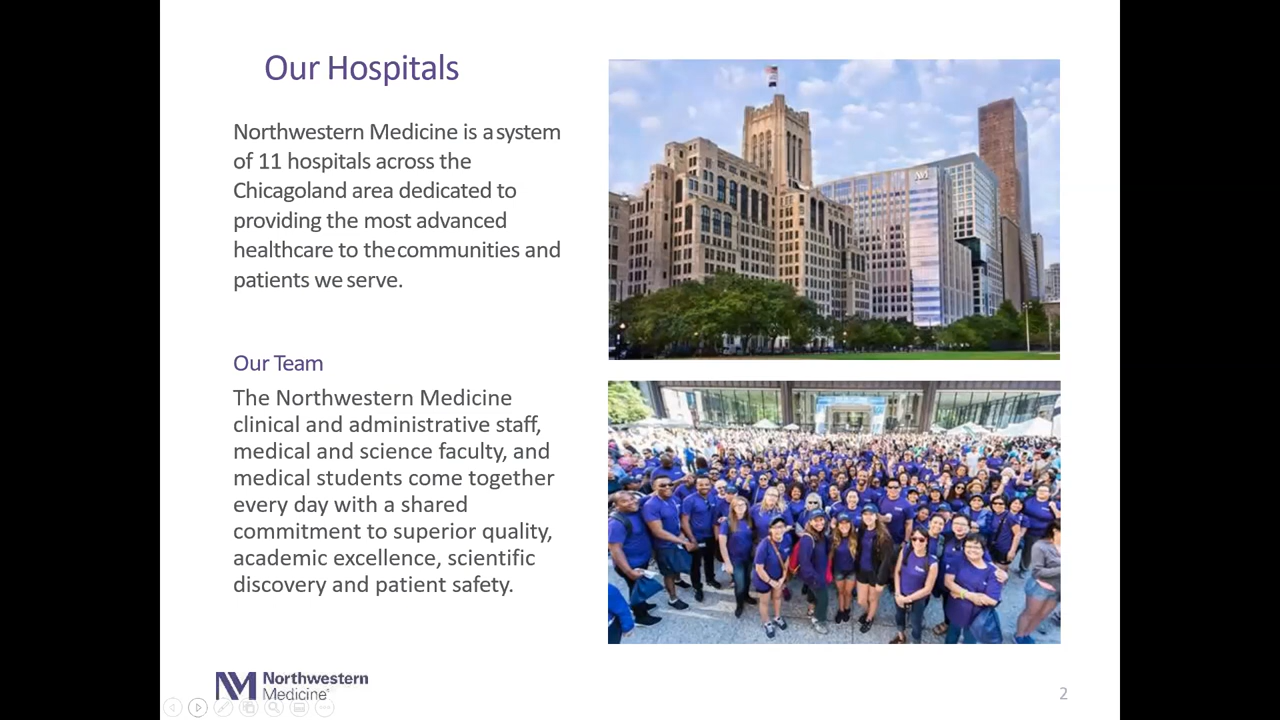 Our Hospitals
Northwestern Medicine is a system
of 11 hospitals across the
Chicagoland area dedicated to
providing the most advanced
healthcare to the communities and
patients we serve.
Our Team
The Northwestern Medicine
clinical and administrative staff,
medical and science faculty, and
medical students come together
every day with a shared
commitment to superior quality,
academic excellence, scientific
discovery and patient safety.
NM
Northwestern
Medicine
2